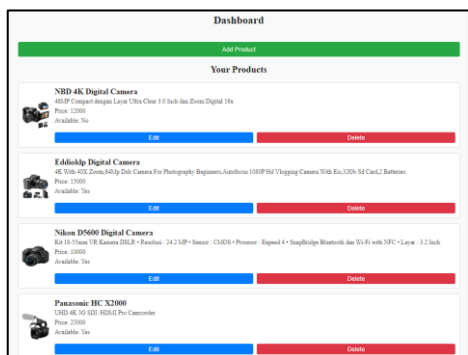 Dashboard
Add Product
Your Products
NBD 4K Digital Camera
48MP Compact dengan Layar Ultra Clear 3.0 Inch dan Zoom Digital 16x
Price: 12000
Available: No
Edit Delete
Eddioklp Digital Camera
4K With 40X Zoom,64Mp Dslr Camera For Photography Beginners,Autofocus 1080P Hd Vlogging Camera With Eis,32Gb Sd Card,2 Batteries
Price: 15000
Available: Yes
Edit Delete
Nikon D5600 Digital Camera
Kit 18-55mm VR Kamera DSLR • Resolusi : 24.2 MP • Sensor : CMOS • Prosesor : Expeed 4 • SnapBridge Bluetooth dan Wi-Fi with NFC • Layar : 3.2 Inch
Price: 10000
Available: Yes
Edit Delete
Panasonic HC X2000
UHD 4K 3G SDI /HDMI Pro Camcorder
Price: 25000
Available: Yes
Edit Delete